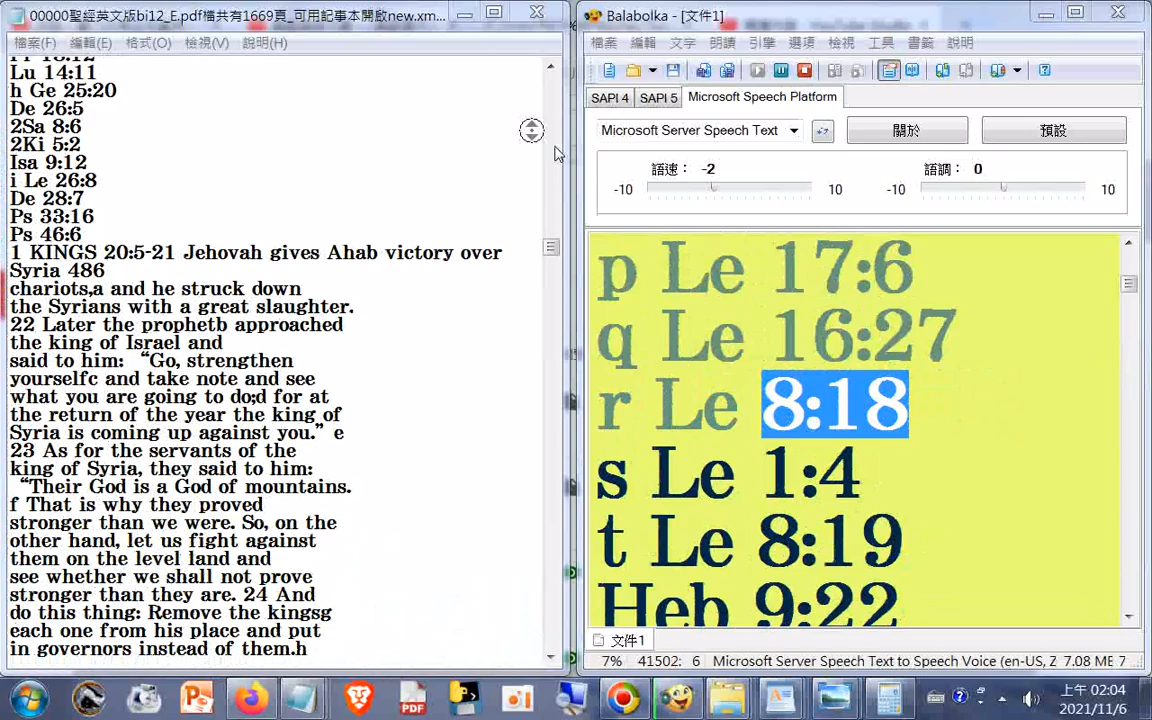 00000聖經英文版bi12_E.pdf檔共有1669頁_可用記事本開啟new.xm...
檔案(F) 編輯(E) 格式(O) 檢視(V) 說明(H)
Lu 14:11
h Ge 25:20
De 26:5
2Sa 8:6
2Ki 5:2
Isa 9:12
i Le 26:8
De 28:7
Ps 33:16
Ps 46:6
1 KINGS 20:5-21 Jehovah gives Ahab victory over
Syria 486
chariots,a and he struck down
the Syrians with a great slaughter.
22 Later the prophetb approached
the king of Israel and
said to him: “Go, strengthen
yourselfc and take note and see
what you are going to do;d for at
the return of the year the king of
Syria is coming up against you.” e
23 As for the servants of the
king of Syria, they said to him:
“Their God is a God of mountains.
f That is why they proved
stronger than we were. So, on the
other hand, let us fight against
them on the level land and
see whether we shall not prove
stronger than they are. 24 And
do this thing: Remove the kingsg
each one from his place and put
in governors instead of them.h
Balabolka - [文件1]
檔案 編輯 文字 朗讀 引擎 選項 檢視 工具 書籤 說明
SAPI 4 SAPI 5 Microsoft Speech Platform
Microsoft Server Speech Text 關於 預設
語速： -2 語調： 0
-10 10 -10 10
p Le 17:6
q Le 16:27
r Le 8:18
s Le 1:4
t Le 8:19
Heb 9:22
文件1
7% 41502: 6 Microsoft Server Speech Text to Speech Voice (en-US, Z 7.08 MB 7
PDF
上午 02:04
2021/11/6